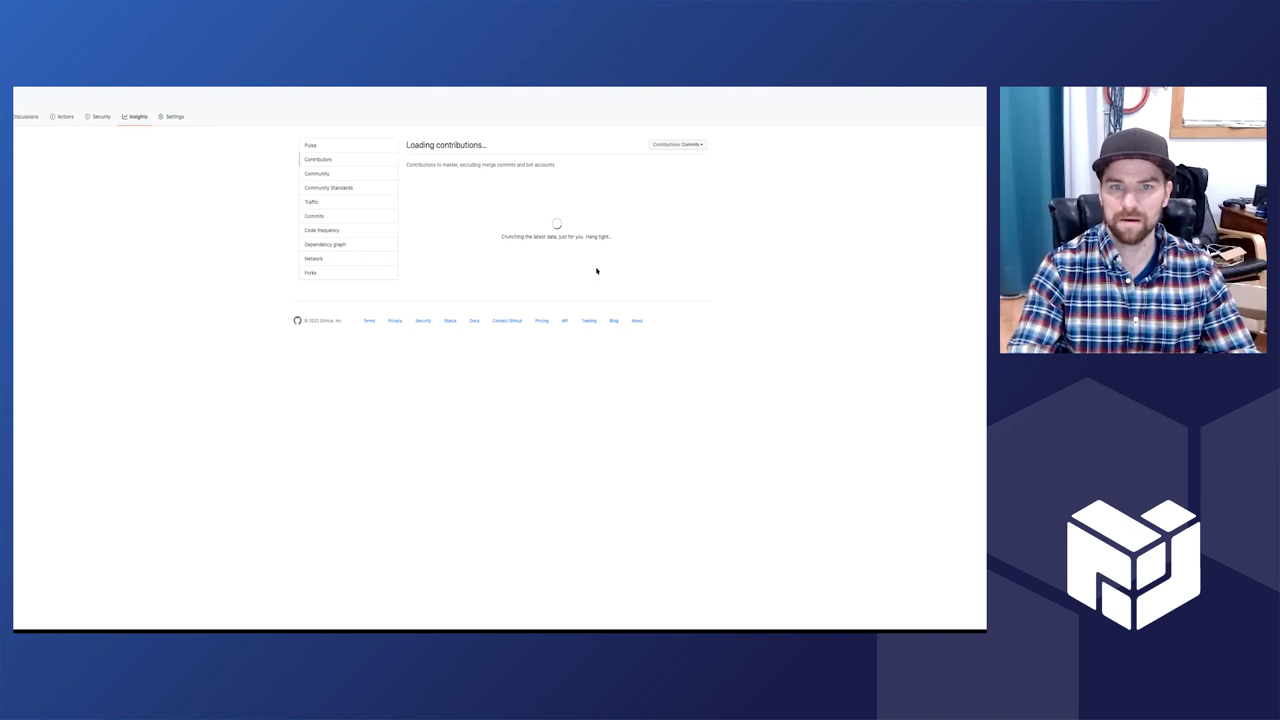 Discussions
Actions
Security
Insights
Settings
Pulse
Contributors
Community
Community Standards
Traffic
Commits
Code frequency
Dependency graph
Network
Forks
Loading contributions…
Contributions: Commits
Contributions to master, excluding merge commits and bot accounts
Crunching the latest data, just for you. Hang tight…
© 2022 GitHub, Inc.
Terms
Privacy
Security
Status
Docs
Contact GitHub
Pricing
API
Training
Blog
About